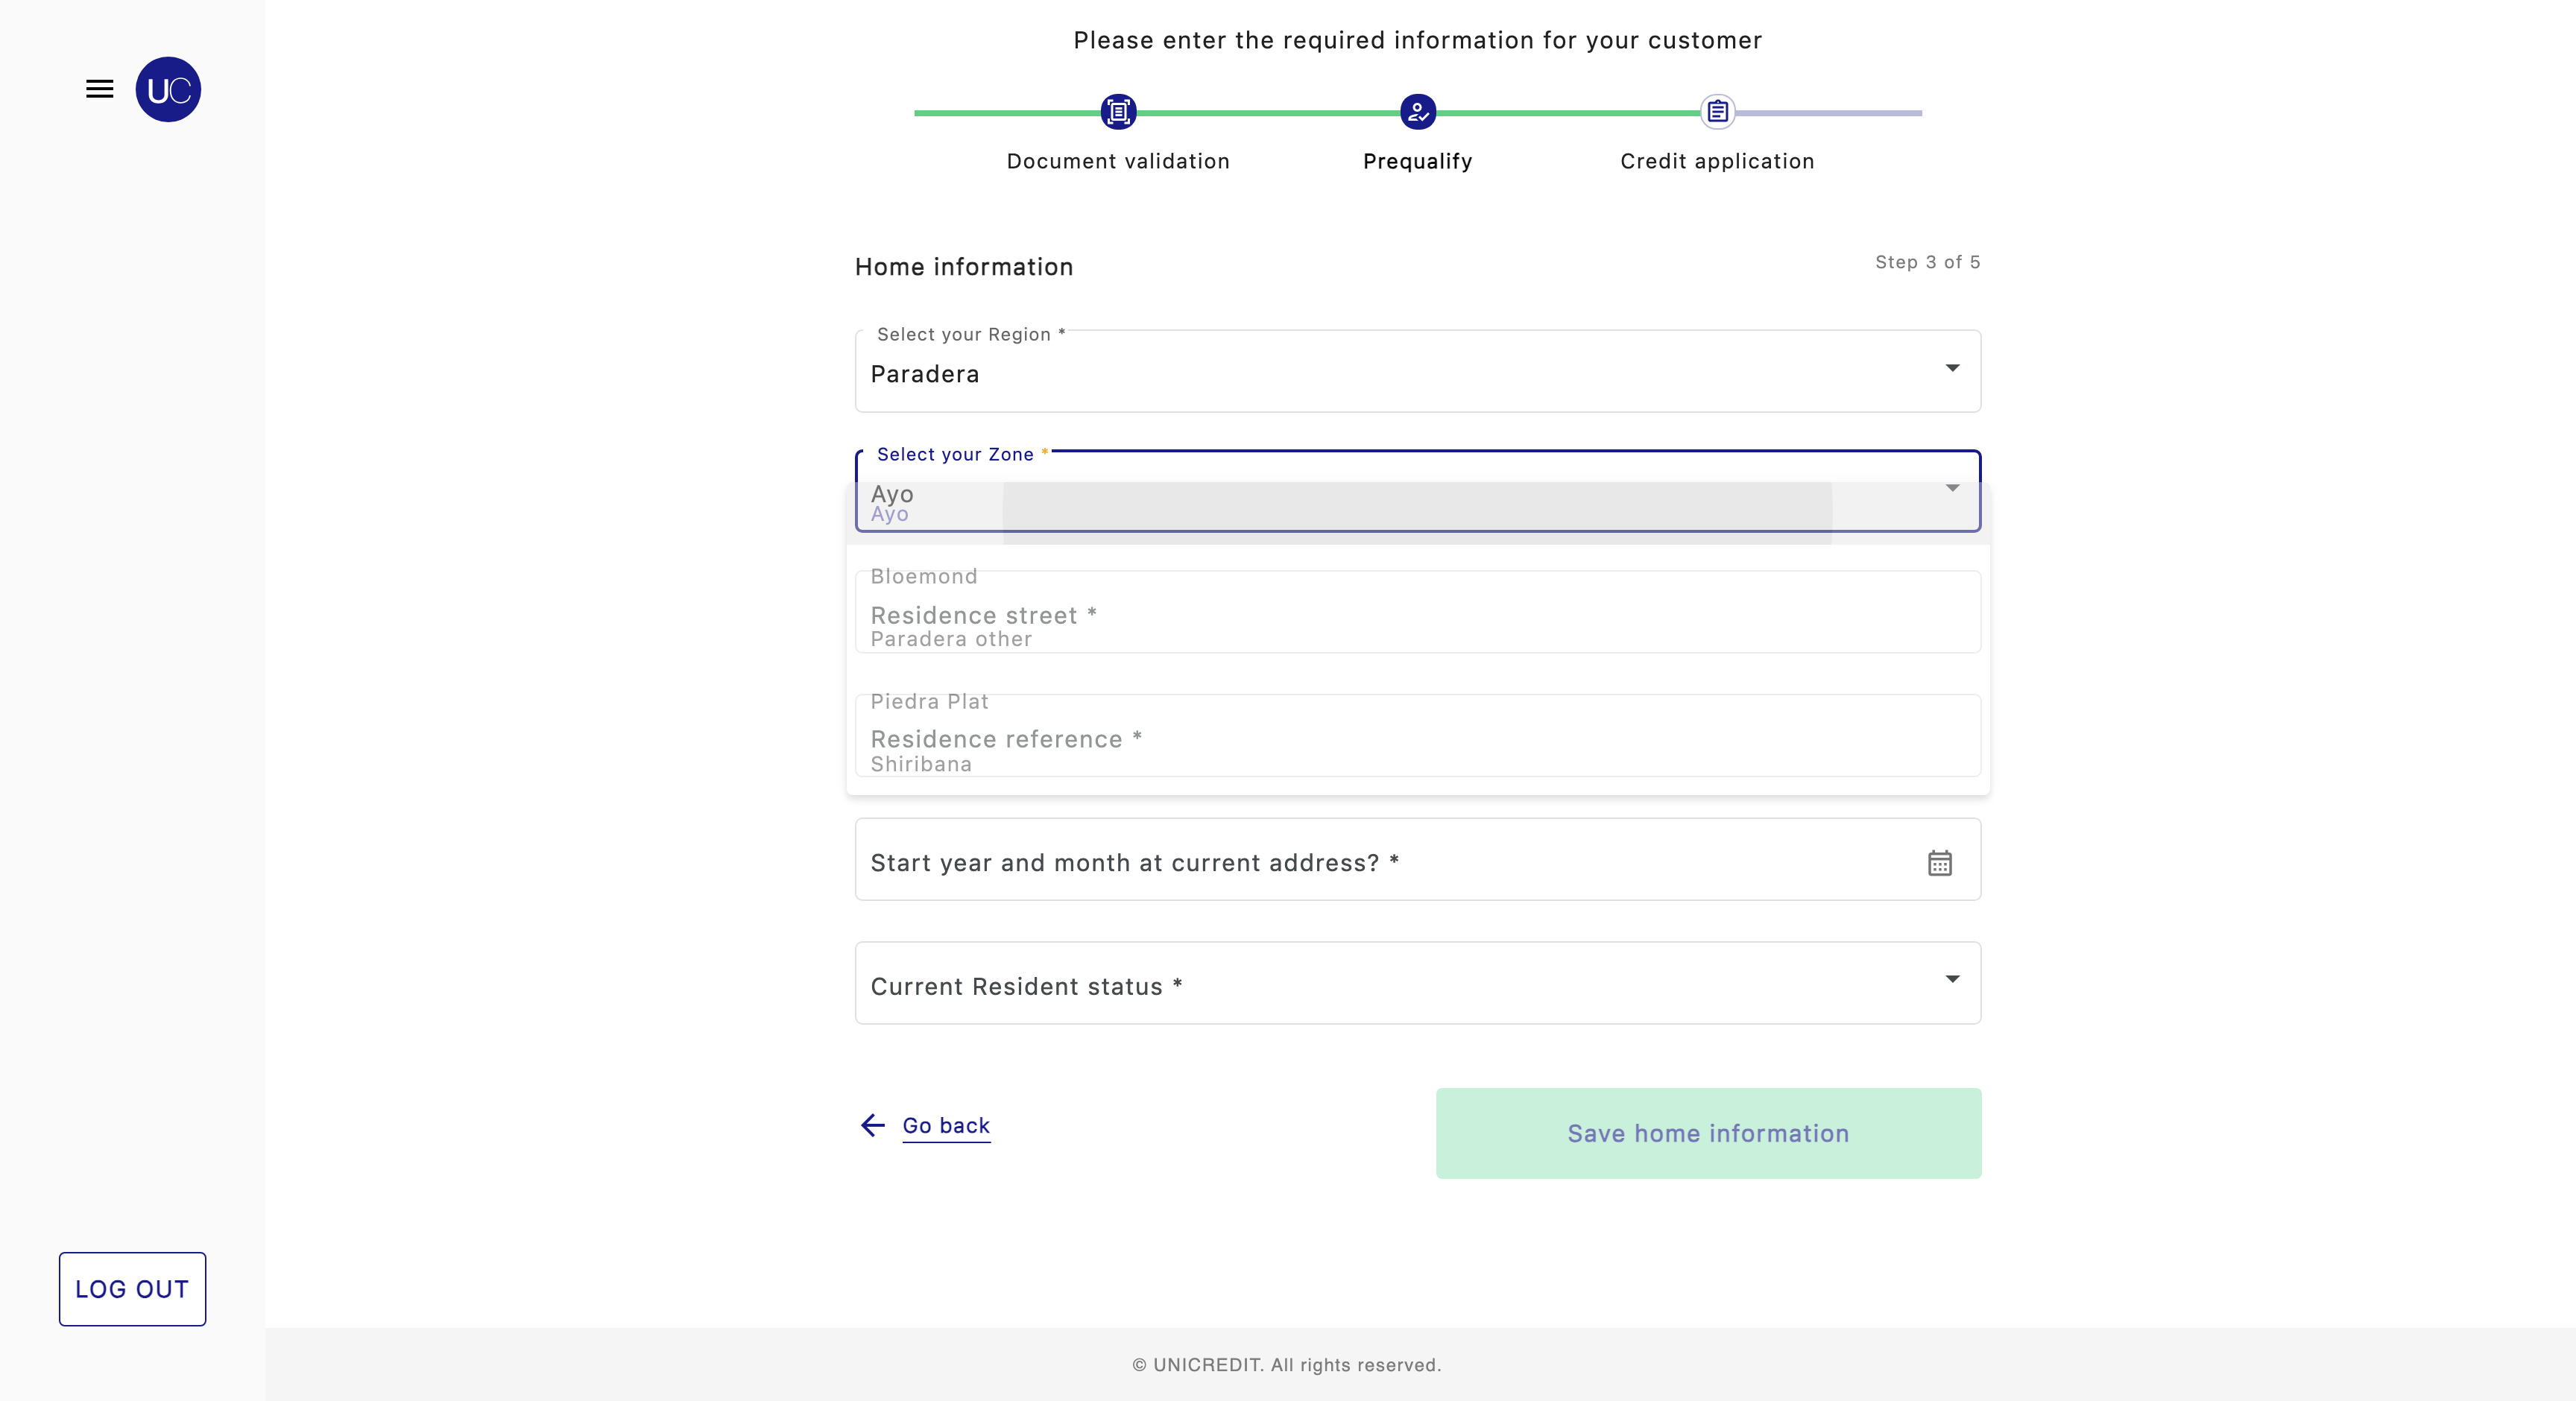 Please enter the required information for your customer
UC
Document validation
Prequalify
Credit application
Home information
Step 3 of 5
Select your Region *
Paradera
Select your Zone *
Ayo
Ayo
Bloemond
Residence street *
Paradera other
Piedra Plat
Residence reference *
Shiribana
Start year and month at current address? *
Current Resident status *
Go back
Save home information
LOG OUT
© UNICREDIT. All rights reserved.